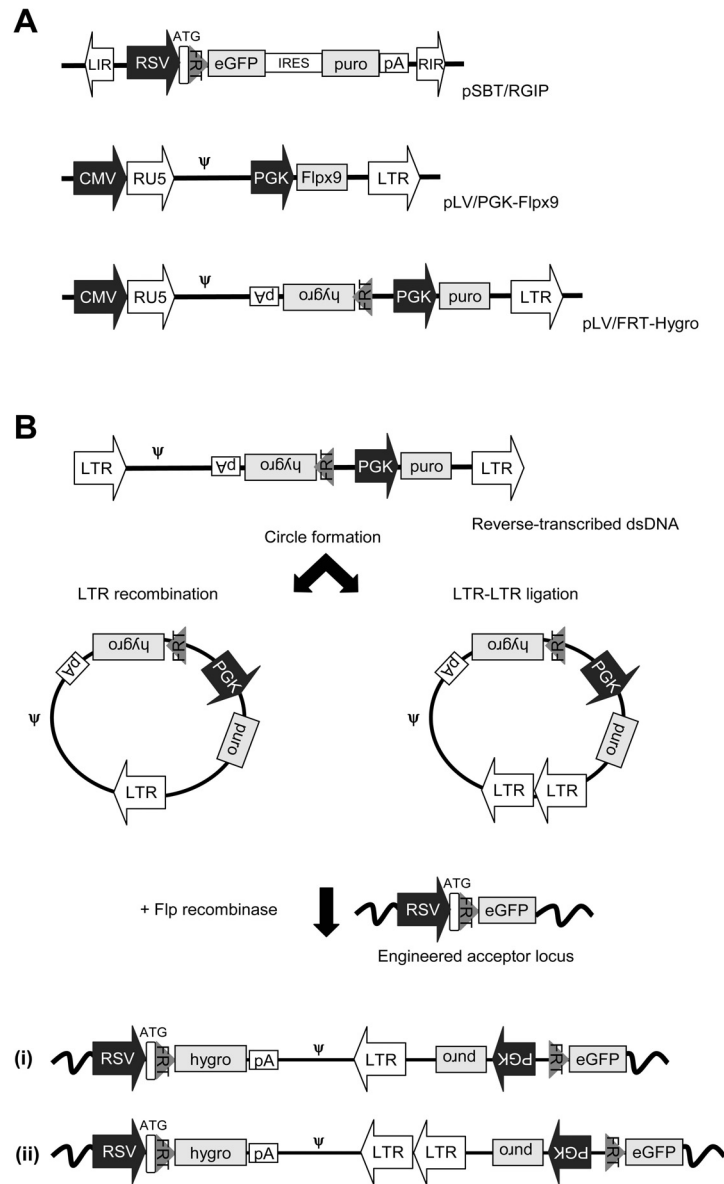 A
ATG
LIR RSV FRT eGFP IRES puro pA RIR
pSBT/RGIP
ψ
CMV RU5 PGK Flpx9 LTR
pLV/PGK-Flpx9
ψ
CMV RU5 pA hygro FRT PGK puro LTR
pLV/FRT-Hygro
B
ψ
LTR pA hygro FRT PGK puro LTR
Reverse-transcribed dsDNA
Circle formation
LTR recombination
LTR-LTR ligation
pA hygro FRT PGK puro LTR ψ
pA hygro FRT PGK puro LTR LTR ψ
+ Flp recombinase
ATG
RSV FRT eGFP
Engineered acceptor locus
ATG
(i) RSV FRT hygro pA ψ LTR puro PGK FRT eGFP
ATG
(ii) RSV FRT hygro pA ψ LTR LTR puro PGK FRT eGFP